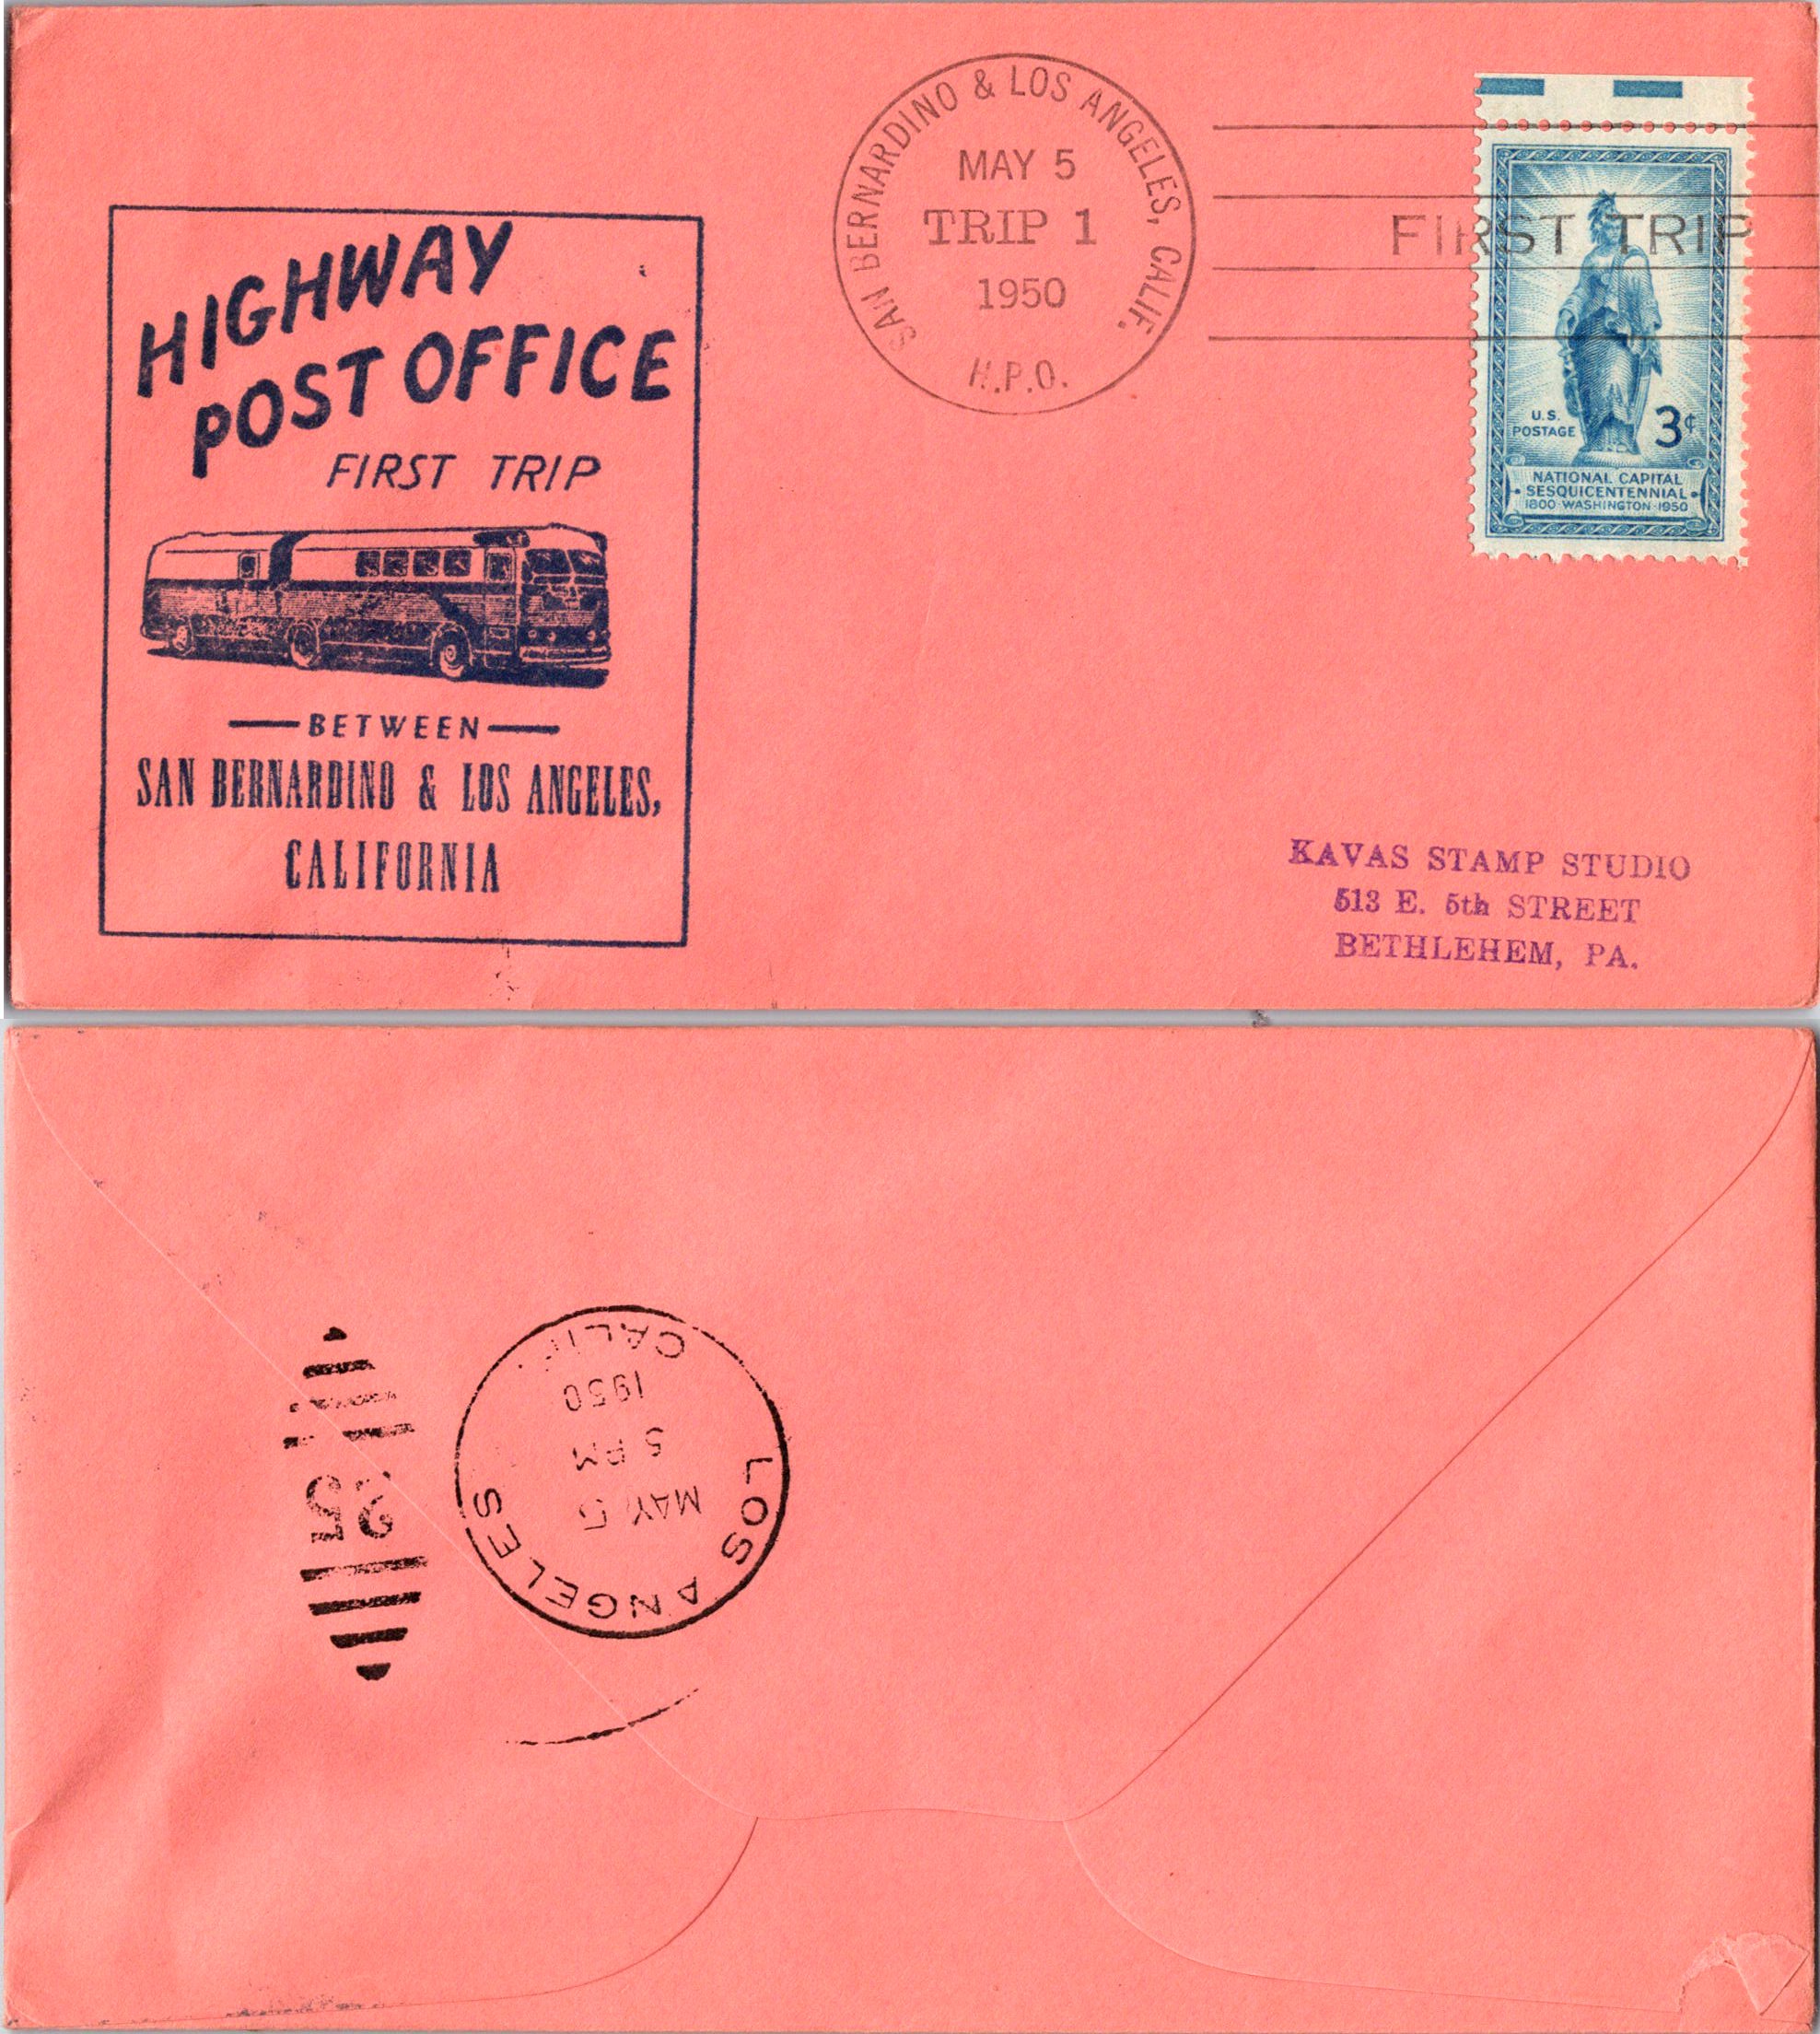 HIGHWAY
POST OFFICE
FIRST TRIP
BETWEEN
SAN BERNARDINO & LOS ANGELES,
CALIFORNIA
SAN BERNARDINO & LOS ANGELES, CALIF.
MAY 5
TRIP 1
1950
H.P.O.
FIRST TRIP
U.S.
POSTAGE
3¢
NATIONAL CAPITAL
SESQUICENTENNIAL
1800·WASHINGTON·1950
KAVAS STAMP STUDIO
513 E. 5th STREET
BETHLEHEM, PA.
LOS ANGELES
MAY 5
5 PM
1950
CALIF.
25